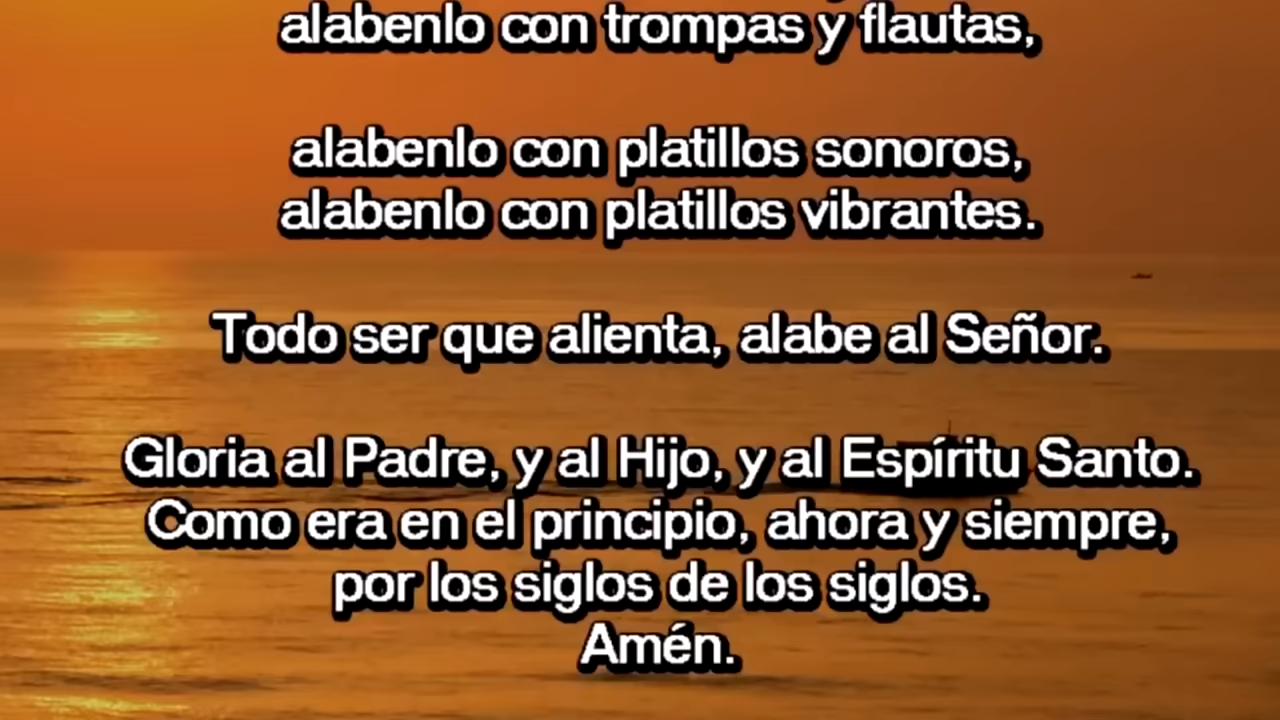 alabenlo con trompas y flautas,
alabenlo con platillos sonoros,
alabenlo con platillos vibrantes.
Todo ser que alienta, alabe al Señor.
Gloria al Padre, y al Hijo, y al Espíritu Santo.
Como era en el principio, ahora y siempre,
por los siglos de los siglos.
Amén.